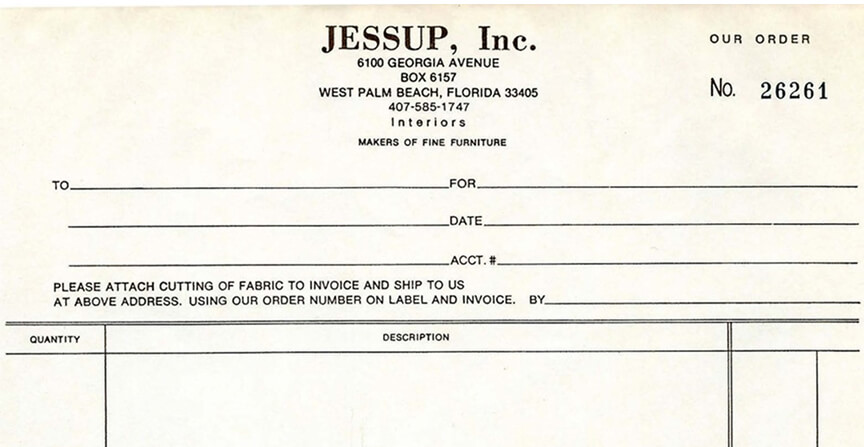 JESSUP, Inc.
6100 GEORGIA AVENUE
BOX 6157
WEST PALM BEACH, FLORIDA 33405
407-585-1747
Interiors
MAKERS OF FINE FURNITURE
OUR ORDER
No. 26261
TO FOR
DATE
ACCT. #
PLEASE ATTACH CUTTING OF FABRIC TO INVOICE AND SHIP TO US
AT ABOVE ADDRESS. USING OUR ORDER NUMBER ON LABEL AND INVOICE. BY
QUANTITY DESCRIPTION